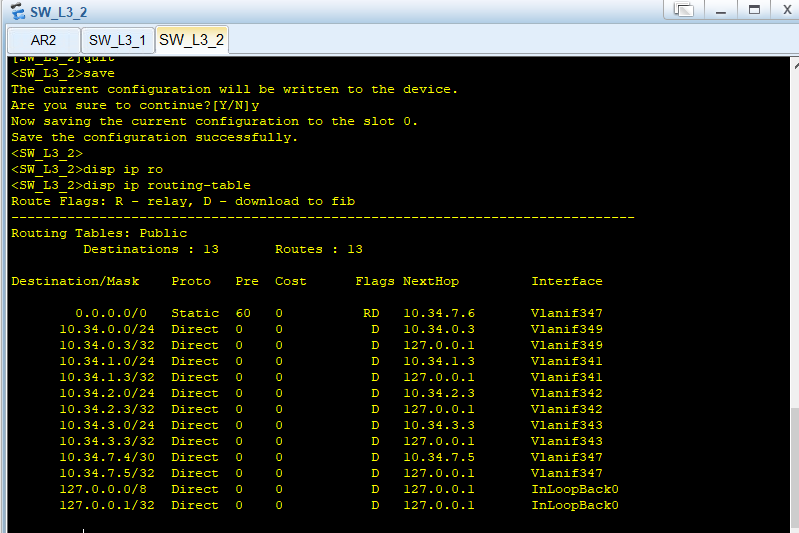 SW_L3_2
AR2 SW_L3_1 SW_L3_2
[SW_L3_2]quit
<SW_L3_2>save
The current configuration will be written to the device.
Are you sure to continue?[Y/N]y
Now saving the current configuration to the slot 0.
Save the configuration successfully.
<SW_L3_2>
<SW_L3_2>disp ip ro
<SW_L3_2>disp ip routing-table
Route Flags: R - relay, D - download to fib
------------------------------------------------------------------------------
Routing Tables: Public
         Destinations : 13       Routes : 13
Destination/Mask    Proto   Pre  Cost      Flags NextHop         Interface
        0.0.0.0/0   Static  60   0          RD   10.34.7.6       Vlanif347
      10.34.0.0/24  Direct  0    0           D   10.34.0.3       Vlanif349
      10.34.0.3/32  Direct  0    0           D   127.0.0.1       Vlanif349
      10.34.1.0/24  Direct  0    0           D   10.34.1.3       Vlanif341
      10.34.1.3/32  Direct  0    0           D   127.0.0.1       Vlanif341
      10.34.2.0/24  Direct  0    0           D   10.34.2.3       Vlanif342
      10.34.2.3/32  Direct  0    0           D   127.0.0.1       Vlanif342
      10.34.3.0/24  Direct  0    0           D   10.34.3.3       Vlanif343
      10.34.3.3/32  Direct  0    0           D   127.0.0.1       Vlanif343
      10.34.7.4/30  Direct  0    0           D   10.34.7.5       Vlanif347
      10.34.7.5/32  Direct  0    0           D   127.0.0.1       Vlanif347
      127.0.0.0/8   Direct  0    0           D   127.0.0.1       InLoopBack0
      127.0.0.1/32  Direct  0    0           D   127.0.0.1       InLoopBack0